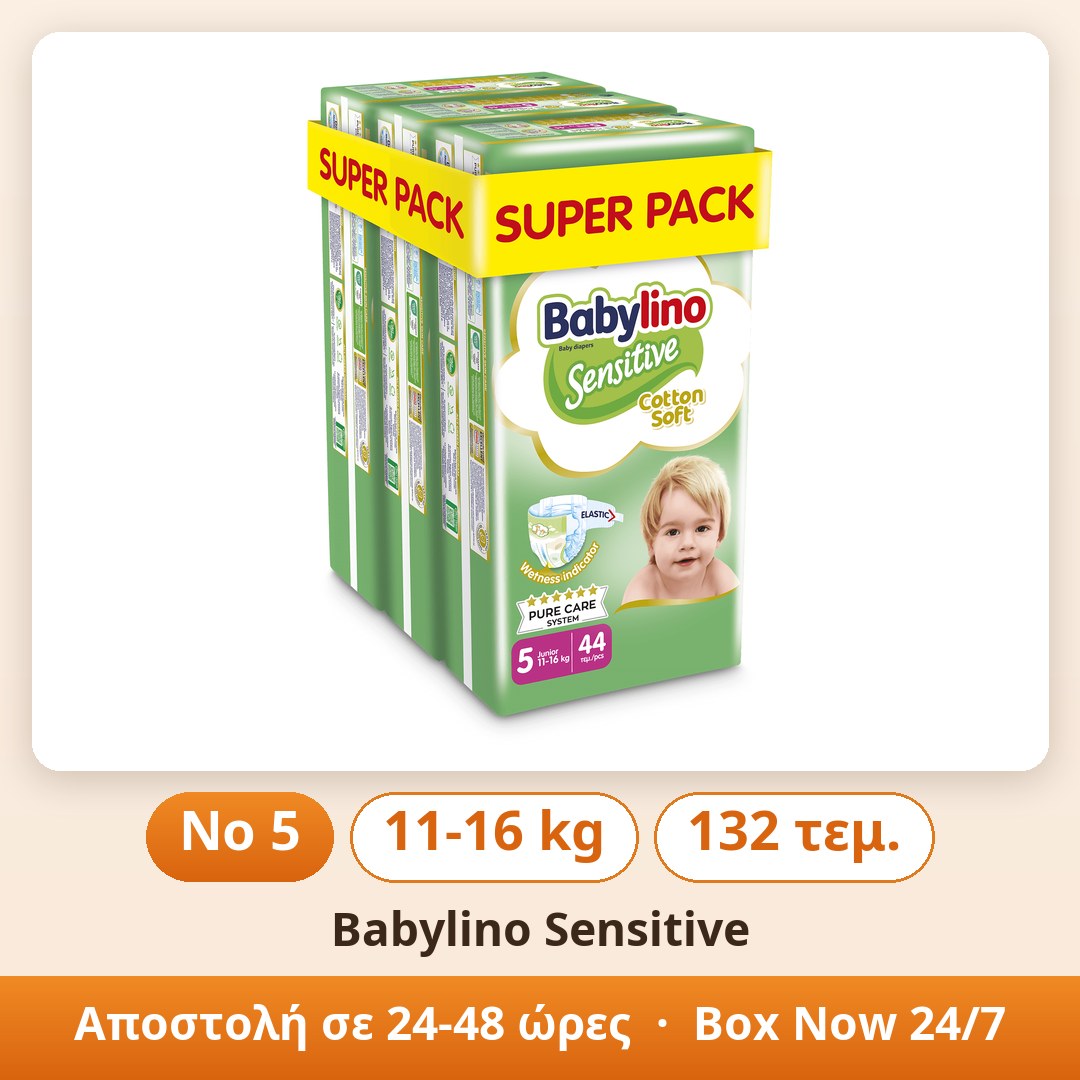 SUPER PACK
SUPER PACK
Babylino
Baby diapers
Sensitive
Cotton
Soft
ELASTIC
Wetness indicator
PURE CARE
SYSTEM
5 Junior 11-16 kg 44 τεμ./pcs
No 5 11-16 kg 132 τεμ.
Babylino Sensitive
Αποστολή σε 24-48 ώρες · Box Now 24/7